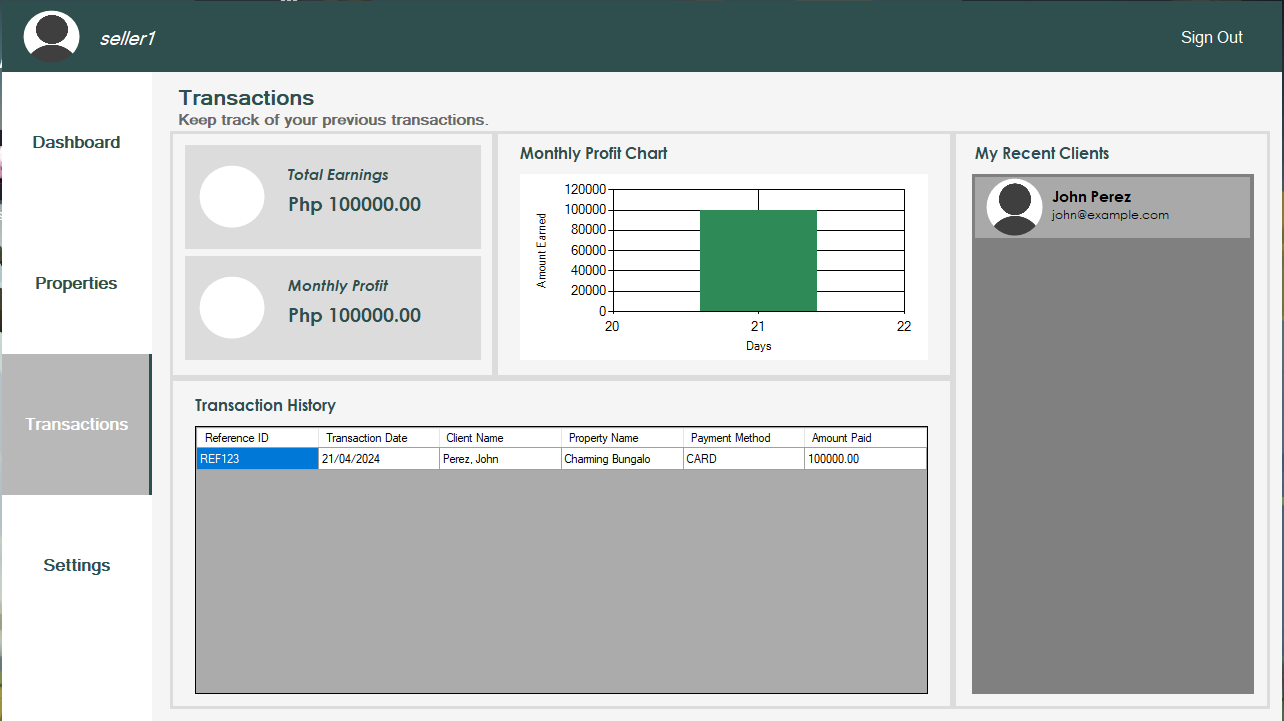 seller1
Sign Out
Dashboard
Properties
Transactions
Settings
Transactions
Keep track of your previous transactions.
Total Earnings
Php 100000.00
Monthly Profit
Php 100000.00
Monthly Profit Chart
Amount Earned
120000
100000
80000
60000
40000
20000
0
20 21 22
Days
My Recent Clients
John Perez
john@example.com
Transaction History
Reference ID Transaction Date Client Name Property Name Payment Method Amount Paid
REF123 21/04/2024 Perez, John Charming Bungalo CARD 100000.00